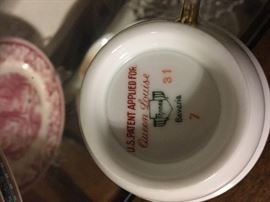 U.S. PATENT APPLIED FOR
Queen Louise
Bavaria
31
7